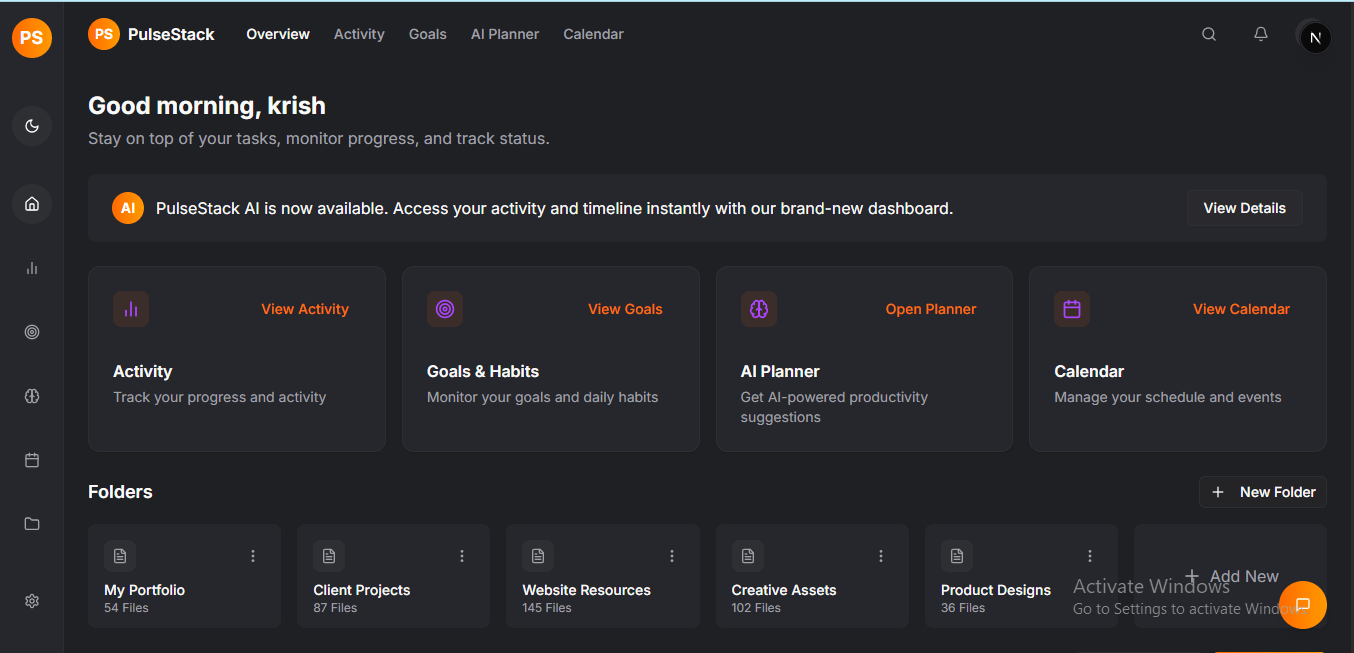 PS
PS PulseStack Overview Activity Goals AI Planner Calendar
N
Good morning, krish
Stay on top of your tasks, monitor progress, and track status.
AI PulseStack AI is now available. Access your activity and timeline instantly with our brand-new dashboard. View Details
View Activity
Activity
Track your progress and activity
View Goals
Goals & Habits
Monitor your goals and daily habits
Open Planner
AI Planner
Get AI-powered productivity
suggestions
View Calendar
Calendar
Manage your schedule and events
Folders
+ New Folder
My Portfolio
54 Files
Client Projects
87 Files
Website Resources
145 Files
Creative Assets
102 Files
Product Designs
36 Files
+ Add New
Activate Windows
Go to Settings to activate Windows.